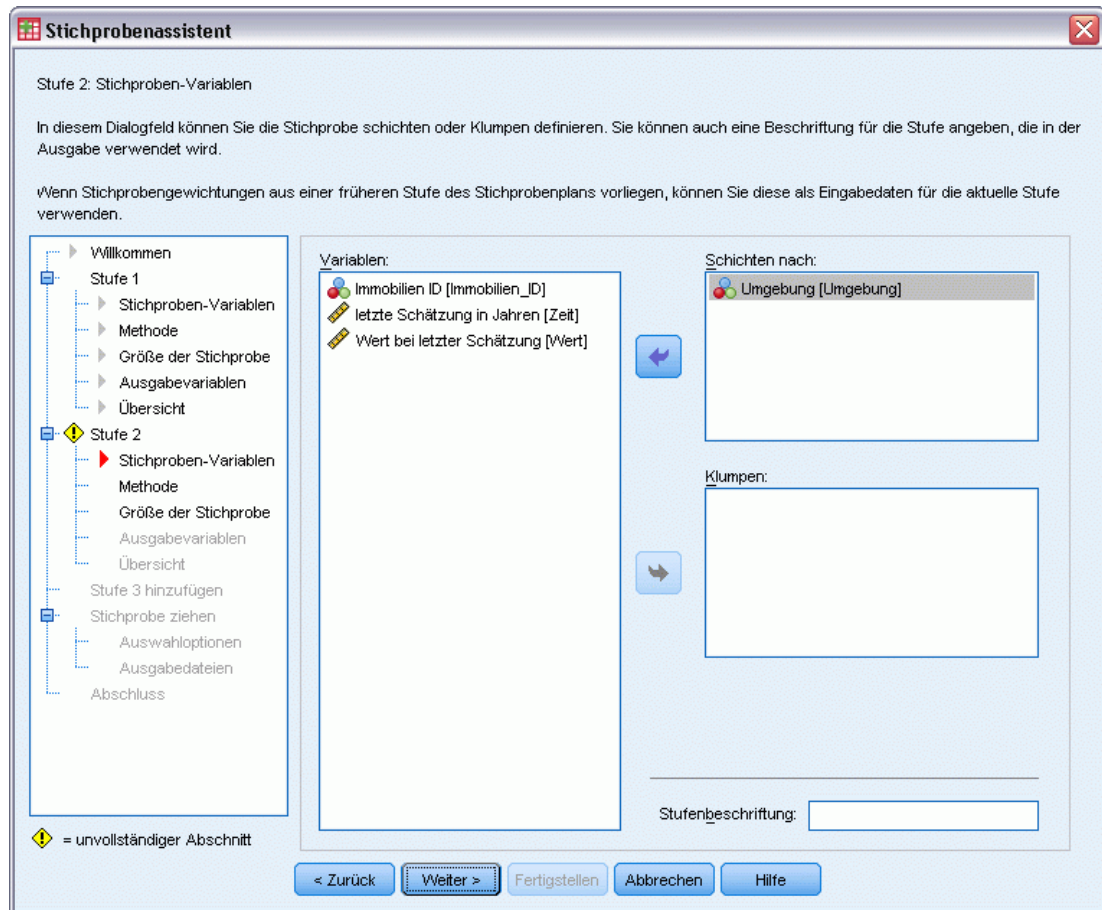 Stichprobenassistent
Stufe 2: Stichproben-Variablen
In diesem Dialogfeld können Sie die Stichprobe schichten oder Klumpen definieren. Sie können auch eine Beschriftung für die Stufe angeben, die in der
Ausgabe verwendet wird.
Wenn Stichprobengewichtungen aus einer früheren Stufe des Stichprobenplans vorliegen, können Sie diese als Eingabedaten für die aktuelle Stufe
verwenden.
Willkommen
Stufe 1
Stichproben-Variablen
Methode
Größe der Stichprobe
Ausgabevariablen
Übersicht
Stufe 2
Stichproben-Variablen
Methode
Größe der Stichprobe
Ausgabevariablen
Übersicht
Stufe 3 hinzufügen
Stichprobe ziehen
Auswahloptionen
Ausgabedateien
Abschluss
= unvollständiger Abschnitt
Variablen:
Immobilien ID [Immobilien_ID]
letzte Schätzung in Jahren [Zeit]
Wert bei letzter Schätzung [Wert]
Schichten nach:
Umgebung [Umgebung]
Klumpen:
Stufenbeschriftung:
< Zurück
Weiter >
Fertigstellen
Abbrechen
Hilfe